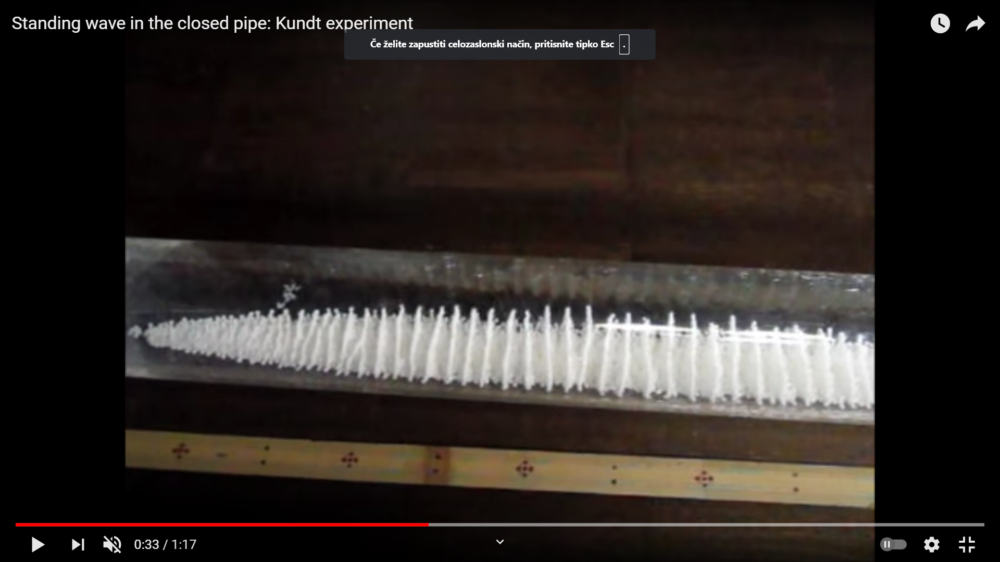 Standing wave in the closed pipe: Kundt experiment
Če želite zapustiti celozaslonski način, pritisnite tipko Esc .
0:33 / 1:17